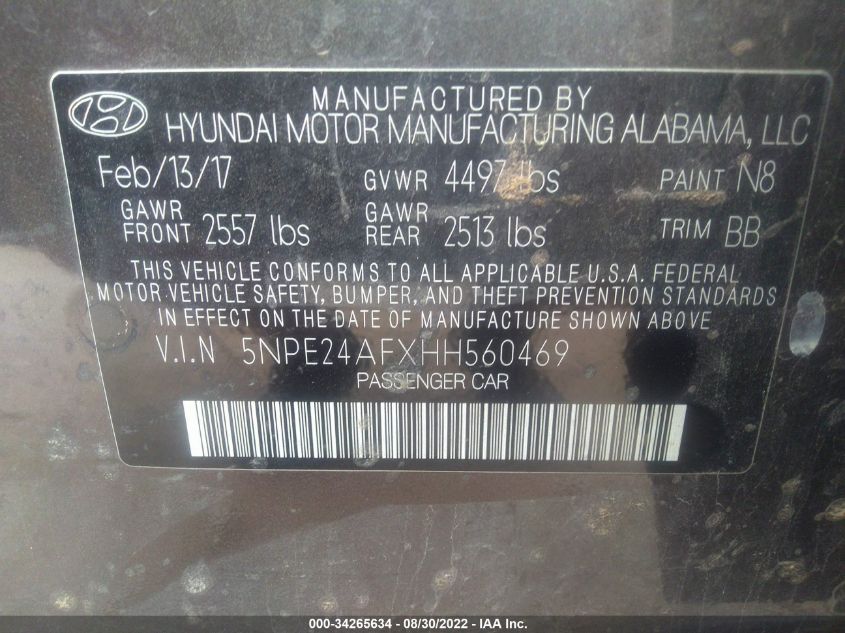 MANUFACTURED BY
HYUNDAI MOTOR MANUFACTURING ALABAMA, LLC
Feb/13/17 GVWR 4497 lbs PAINT N8
GAWR FRONT 2557 lbs GAWR REAR 2513 lbs TRIM BB
THIS VEHICLE CONFORMS TO ALL APPLICABLE U.S.A. FEDERAL
MOTOR VEHICLE SAFETY, BUMPER, AND THEFT PREVENTION STANDARDS
IN EFFECT ON THE DATE OF MANUFACTURE SHOWN ABOVE
V.I.N 5NPE24AFXHH560469
PASSENGER CAR
000-34265634 - 08/30/2022 - IAA Inc.